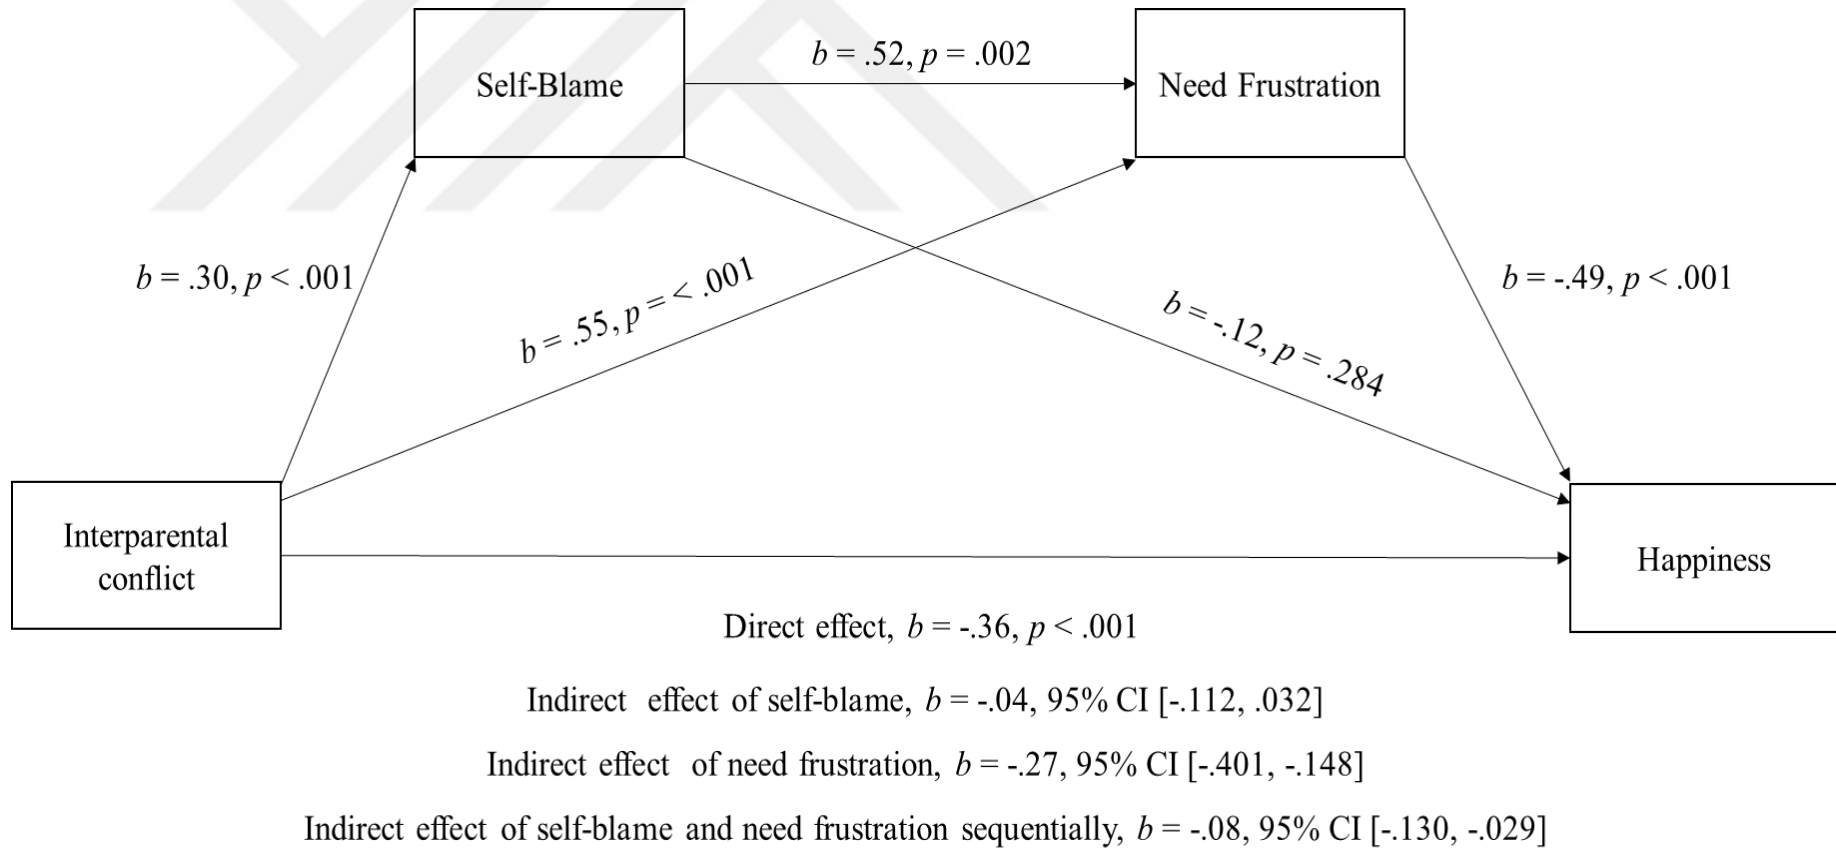 b = .52, p = .002
Self-Blame
Need Frustration
b = .30, p < .001
b = .55, p = < .001
b = -.12, p = .284
b = -.49, p < .001
Interparental
conflict
Happiness
Direct effect, b = -.36, p < .001
Indirect effect of self-blame, b = -.04, 95% CI [-.112, .032]
Indirect effect of need frustration, b = -.27, 95% CI [-.401, -.148]
Indirect effect of self-blame and need frustration sequentially, b = -.08, 95% CI [-.130, -.029]